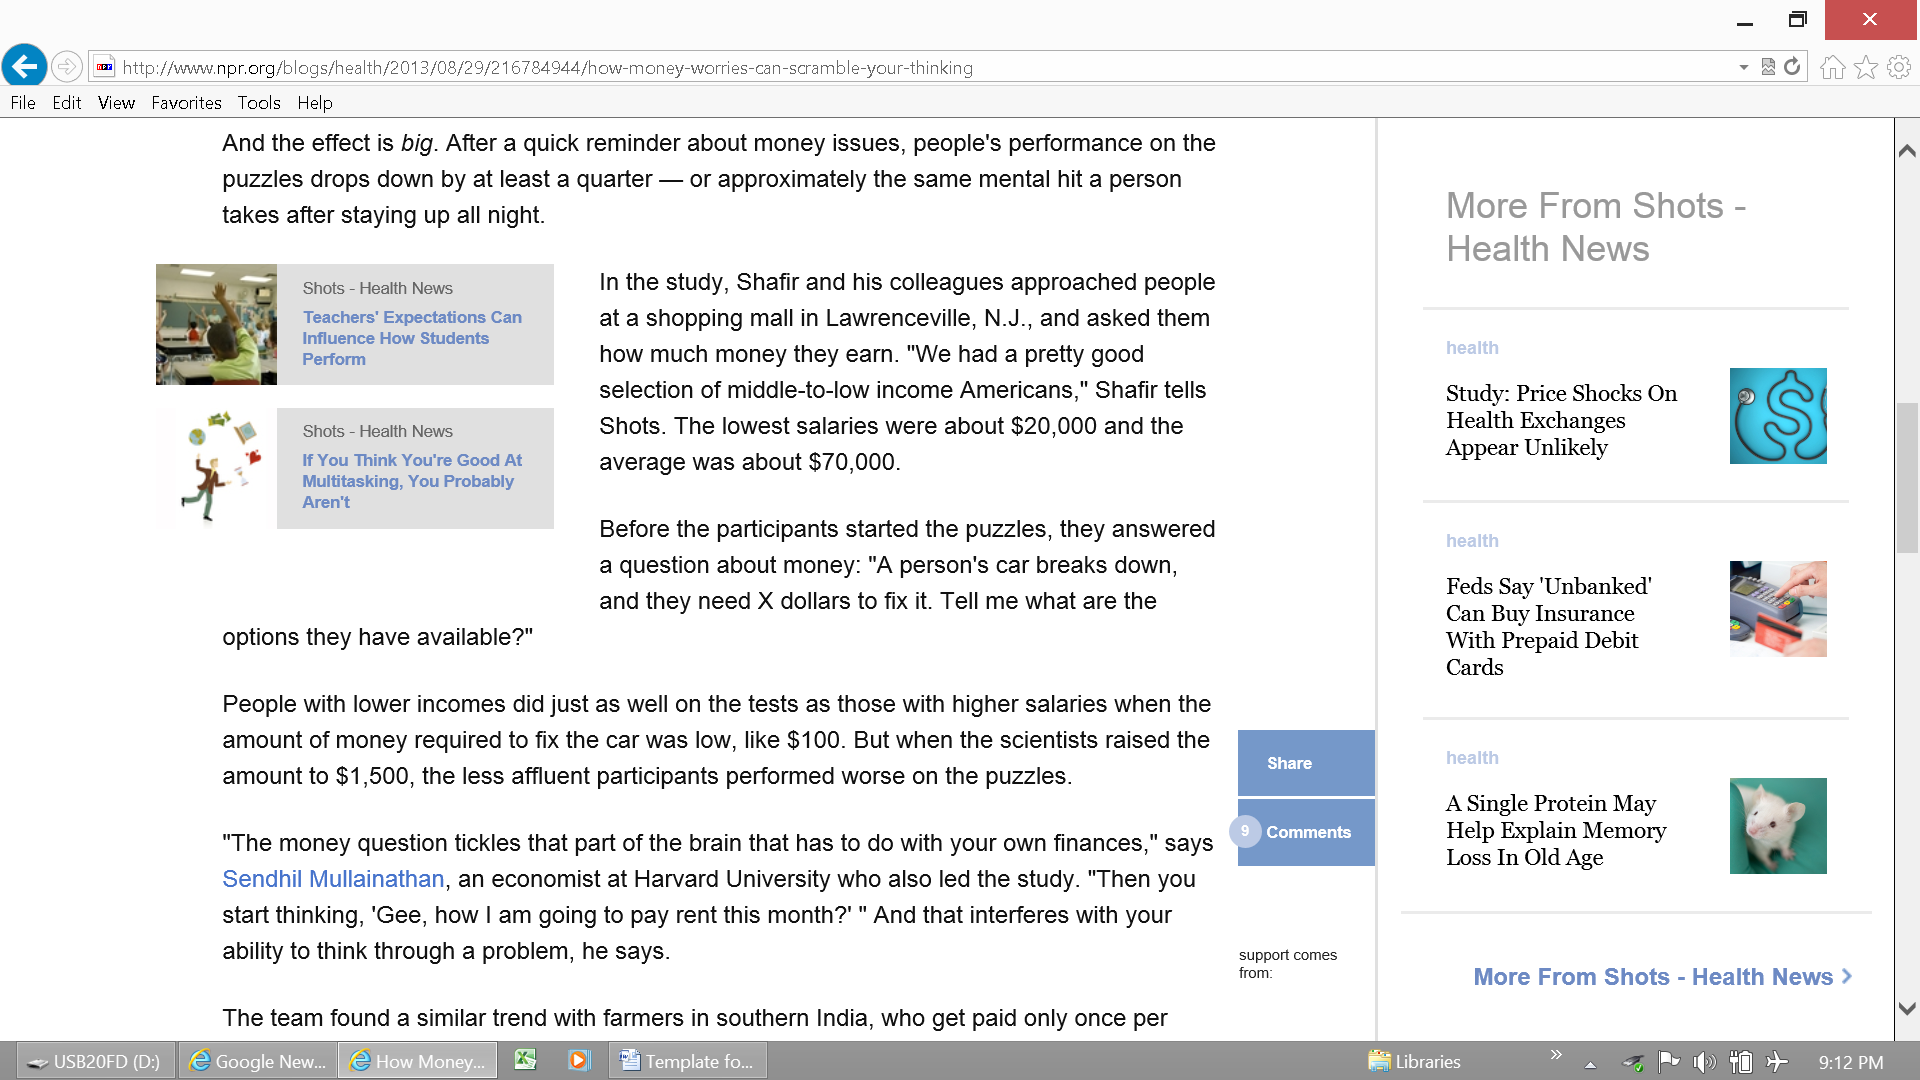 http://www.npr.org/blogs/health/2013/08/29/216784944/how-money-worries-can-scramble-your-thinking
File Edit View Favorites Tools Help
And the effect is big. After a quick reminder about money issues, people's performance on the
puzzles drops down by at least a quarter — or approximately the same mental hit a person
takes after staying up all night.
Shots - Health News
Teachers' Expectations Can
Influence How Students
Perform
Shots - Health News
If You Think You're Good At
Multitasking, You Probably
Aren't
In the study, Shafir and his colleagues approached people
at a shopping mall in Lawrenceville, N.J., and asked them
how much money they earn. "We had a pretty good
selection of middle-to-low income Americans," Shafir tells
Shots. The lowest salaries were about $20,000 and the
average was about $70,000.
Before the participants started the puzzles, they answered
a question about money: "A person's car breaks down,
and they need X dollars to fix it. Tell me what are the
options they have available?"
People with lower incomes did just as well on the tests as those with higher salaries when the
amount of money required to fix the car was low, like $100. But when the scientists raised the
amount to $1,500, the less affluent participants performed worse on the puzzles.
"The money question tickles that part of the brain that has to do with your own finances," says
Sendhil Mullainathan, an economist at Harvard University who also led the study. "Then you
start thinking, 'Gee, how I am going to pay rent this month?' " And that interferes with your
ability to think through a problem, he says.
The team found a similar trend with farmers in southern India, who get paid only once per
Share
9 Comments
support comes
from:
More From Shots -
Health News
health
Study: Price Shocks On
Health Exchanges
Appear Unlikely
health
Feds Say 'Unbanked'
Can Buy Insurance
With Prepaid Debit
Cards
health
A Single Protein May
Help Explain Memory
Loss In Old Age
More From Shots - Health News
USB20FD (D:) Google New... How Money... Template fo... Libraries 9:12 PM